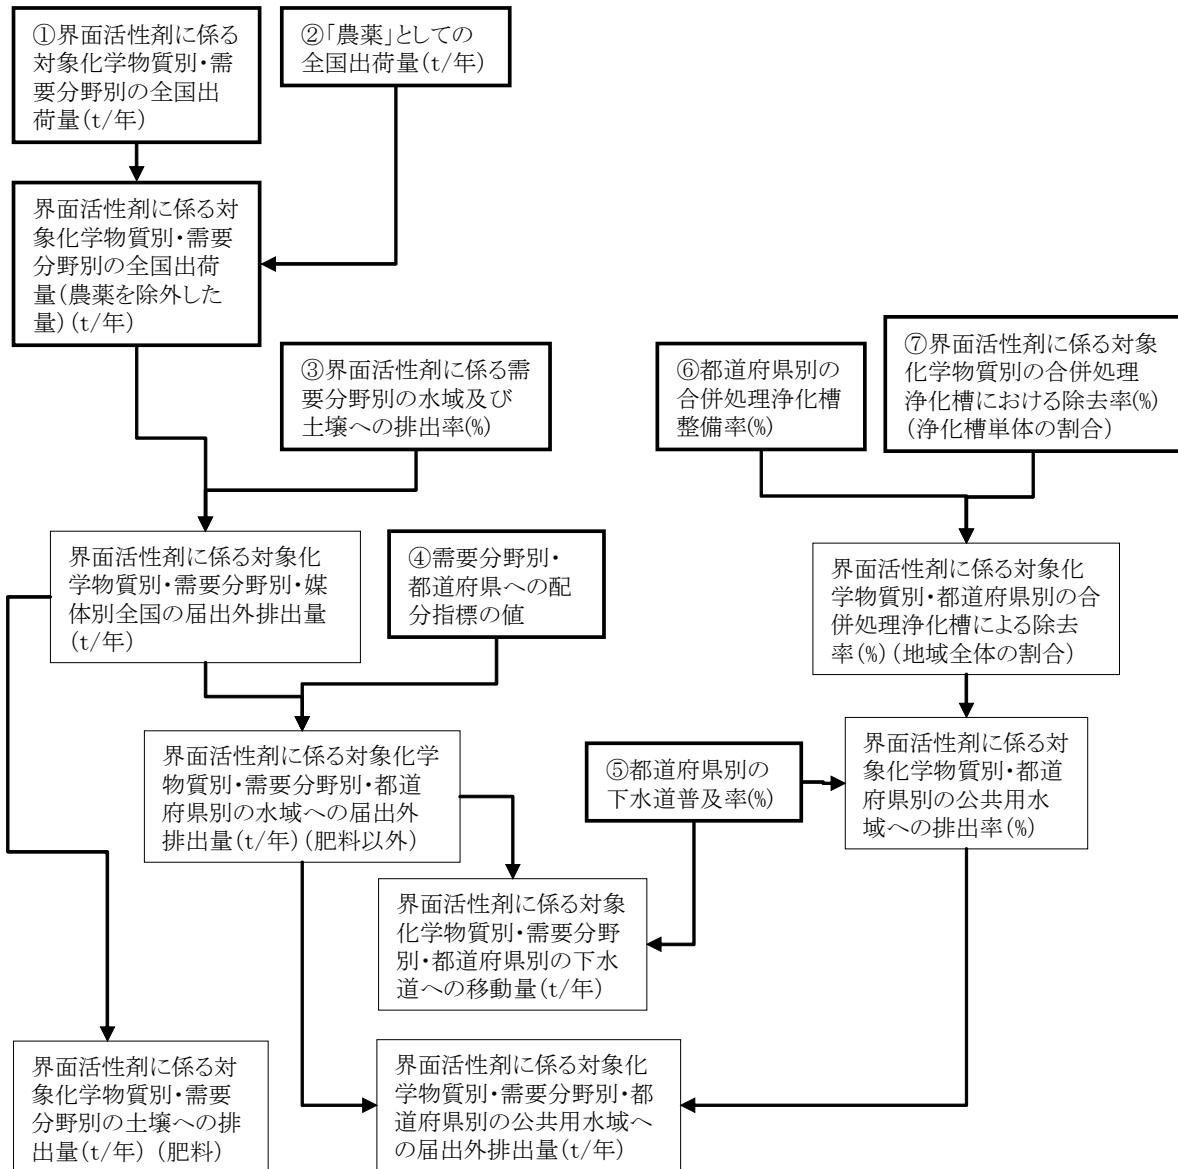 ①界面活性剤に係る
対象化学物質別・需
要分野別の全国出
荷量(t/年)
②「農薬」としての
全国出荷量(t/年)
界面活性剤に係る対
象化学物質別・需要
分野別の全国出荷
量(農薬を除外した
量)(t/年)
③界面活性剤に係る需
要分野別の水域及び
土壌への排出率(%)
⑥都道府県別の
合併処理浄化槽
整備率(%)
⑦界面活性剤に係る対象
化学物質別の合併処理
浄化槽における除去率(%)
(浄化槽単体の割合)
界面活性剤に係る対象化
学物質別・需要分野別・媒
体別全国の届出外排出量
(t/年)
④需要分野別・
都道府県への配
分指標の値
界面活性剤に係る対象化
学物質別・都道府県別の合
併処理浄化槽による除去
率(%)(地域全体の割合)
界面活性剤に係る対象化学
物質別・需要分野別・都道
府県別の水域への届出外
排出量(t/年)(肥料以外)
⑤都道府県別の
下水道普及率(%)
界面活性剤に係る対
象化学物質別・都道
府県別の公共用水
域への排出率(%)
界面活性剤に係る対象
化学物質別・需要分野
別・都道府県別の下水
道への移動量(t/年)
界面活性剤に係る対
象化学物質別・需要
分野別の土壌への排
出量(t/年) (肥料)
界面活性剤に係る対象化
学物質別・需要分野別・都
道府県別の公共用水域へ
の届出外排出量(t/年)